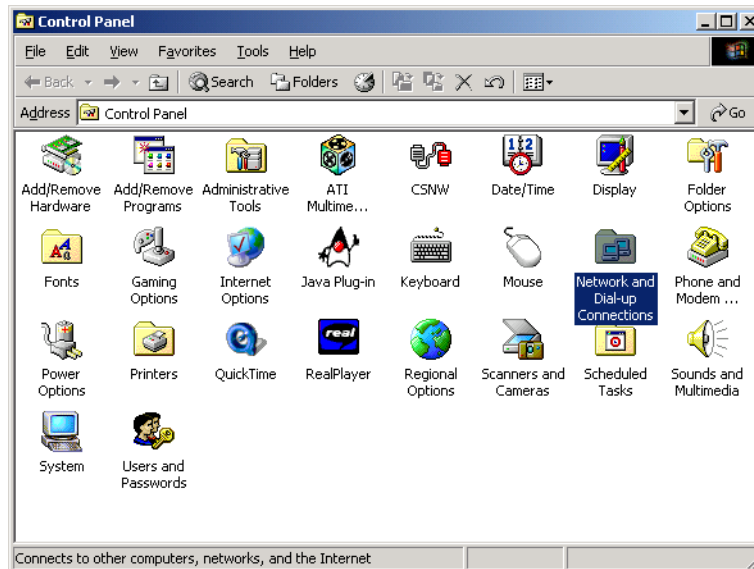 Control Panel
File Edit View Favorites Tools Help
Back Search Folders
Address Control Panel Go
Add/Remove Hardware
Add/Remove Programs
Administrative Tools
ATI Multime...
CSNW
Date/Time
Display
Folder Options
Fonts
Gaming Options
Internet Options
Java Plug-in
Keyboard
Mouse
Network and Dial-up Connections
Phone and Modem ...
Power Options
Printers
QuickTime
real
RealPlayer
Regional Options
Scanners and Cameras
Scheduled Tasks
Sounds and Multimedia
System
Users and Passwords
Connects to other computers, networks, and the Internet